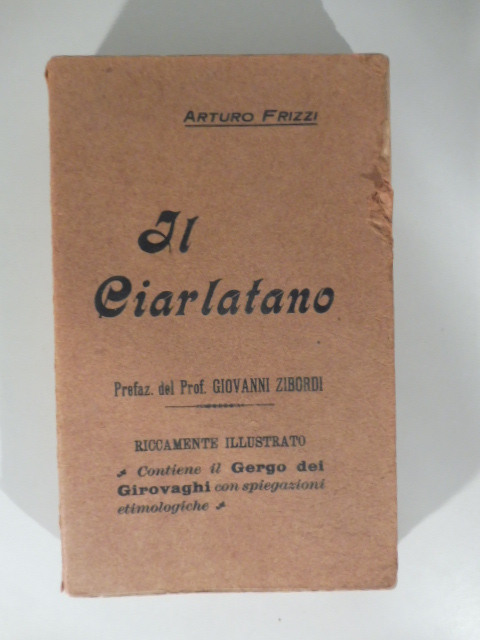 ARTURO FRIZZI
Il
Ciarlatano
Prefaz. del Prof. GIOVANNI ZIBORDI
RICCAMENTE ILLUSTRATO
Contiene il Gergo dei
Girovaghi con spiegazioni
etimologiche